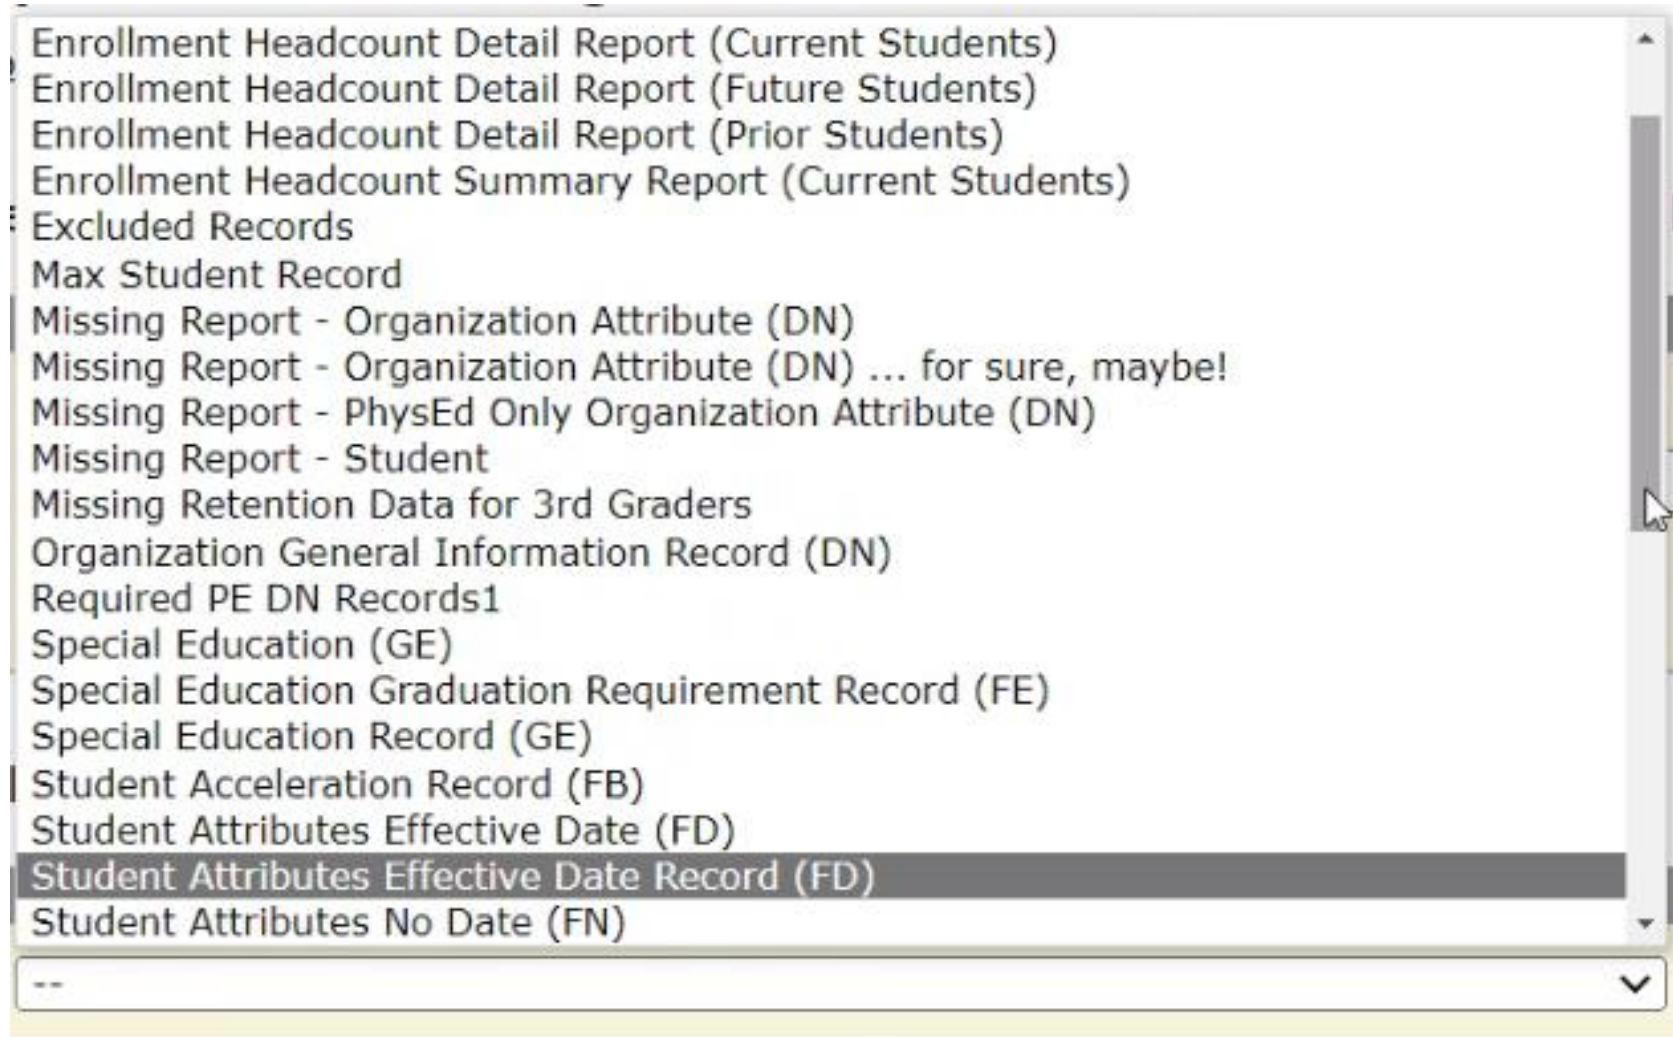 Enrollment Headcount Detail Report (Current Students)
Enrollment Headcount Detail Report (Future Students)
Enrollment Headcount Detail Report (Prior Students)
Enrollment Headcount Summary Report (Current Students)
Excluded Records
Max Student Record
Missing Report - Organization Attribute (DN)
Missing Report - Organization Attribute (DN) ... for sure, maybe!
Missing Report - PhysEd Only Organization Attribute (DN)
Missing Report - Student
Missing Retention Data for 3rd Graders
Organization General Information Record (DN)
Required PE DN Records1
Special Education (GE)
Special Education Graduation Requirement Record (FE)
Special Education Record (GE)
Student Acceleration Record (FB)
Student Attributes Effective Date (FD)
Student Attributes Effective Date Record (FD)
Student Attributes No Date (FN)
--